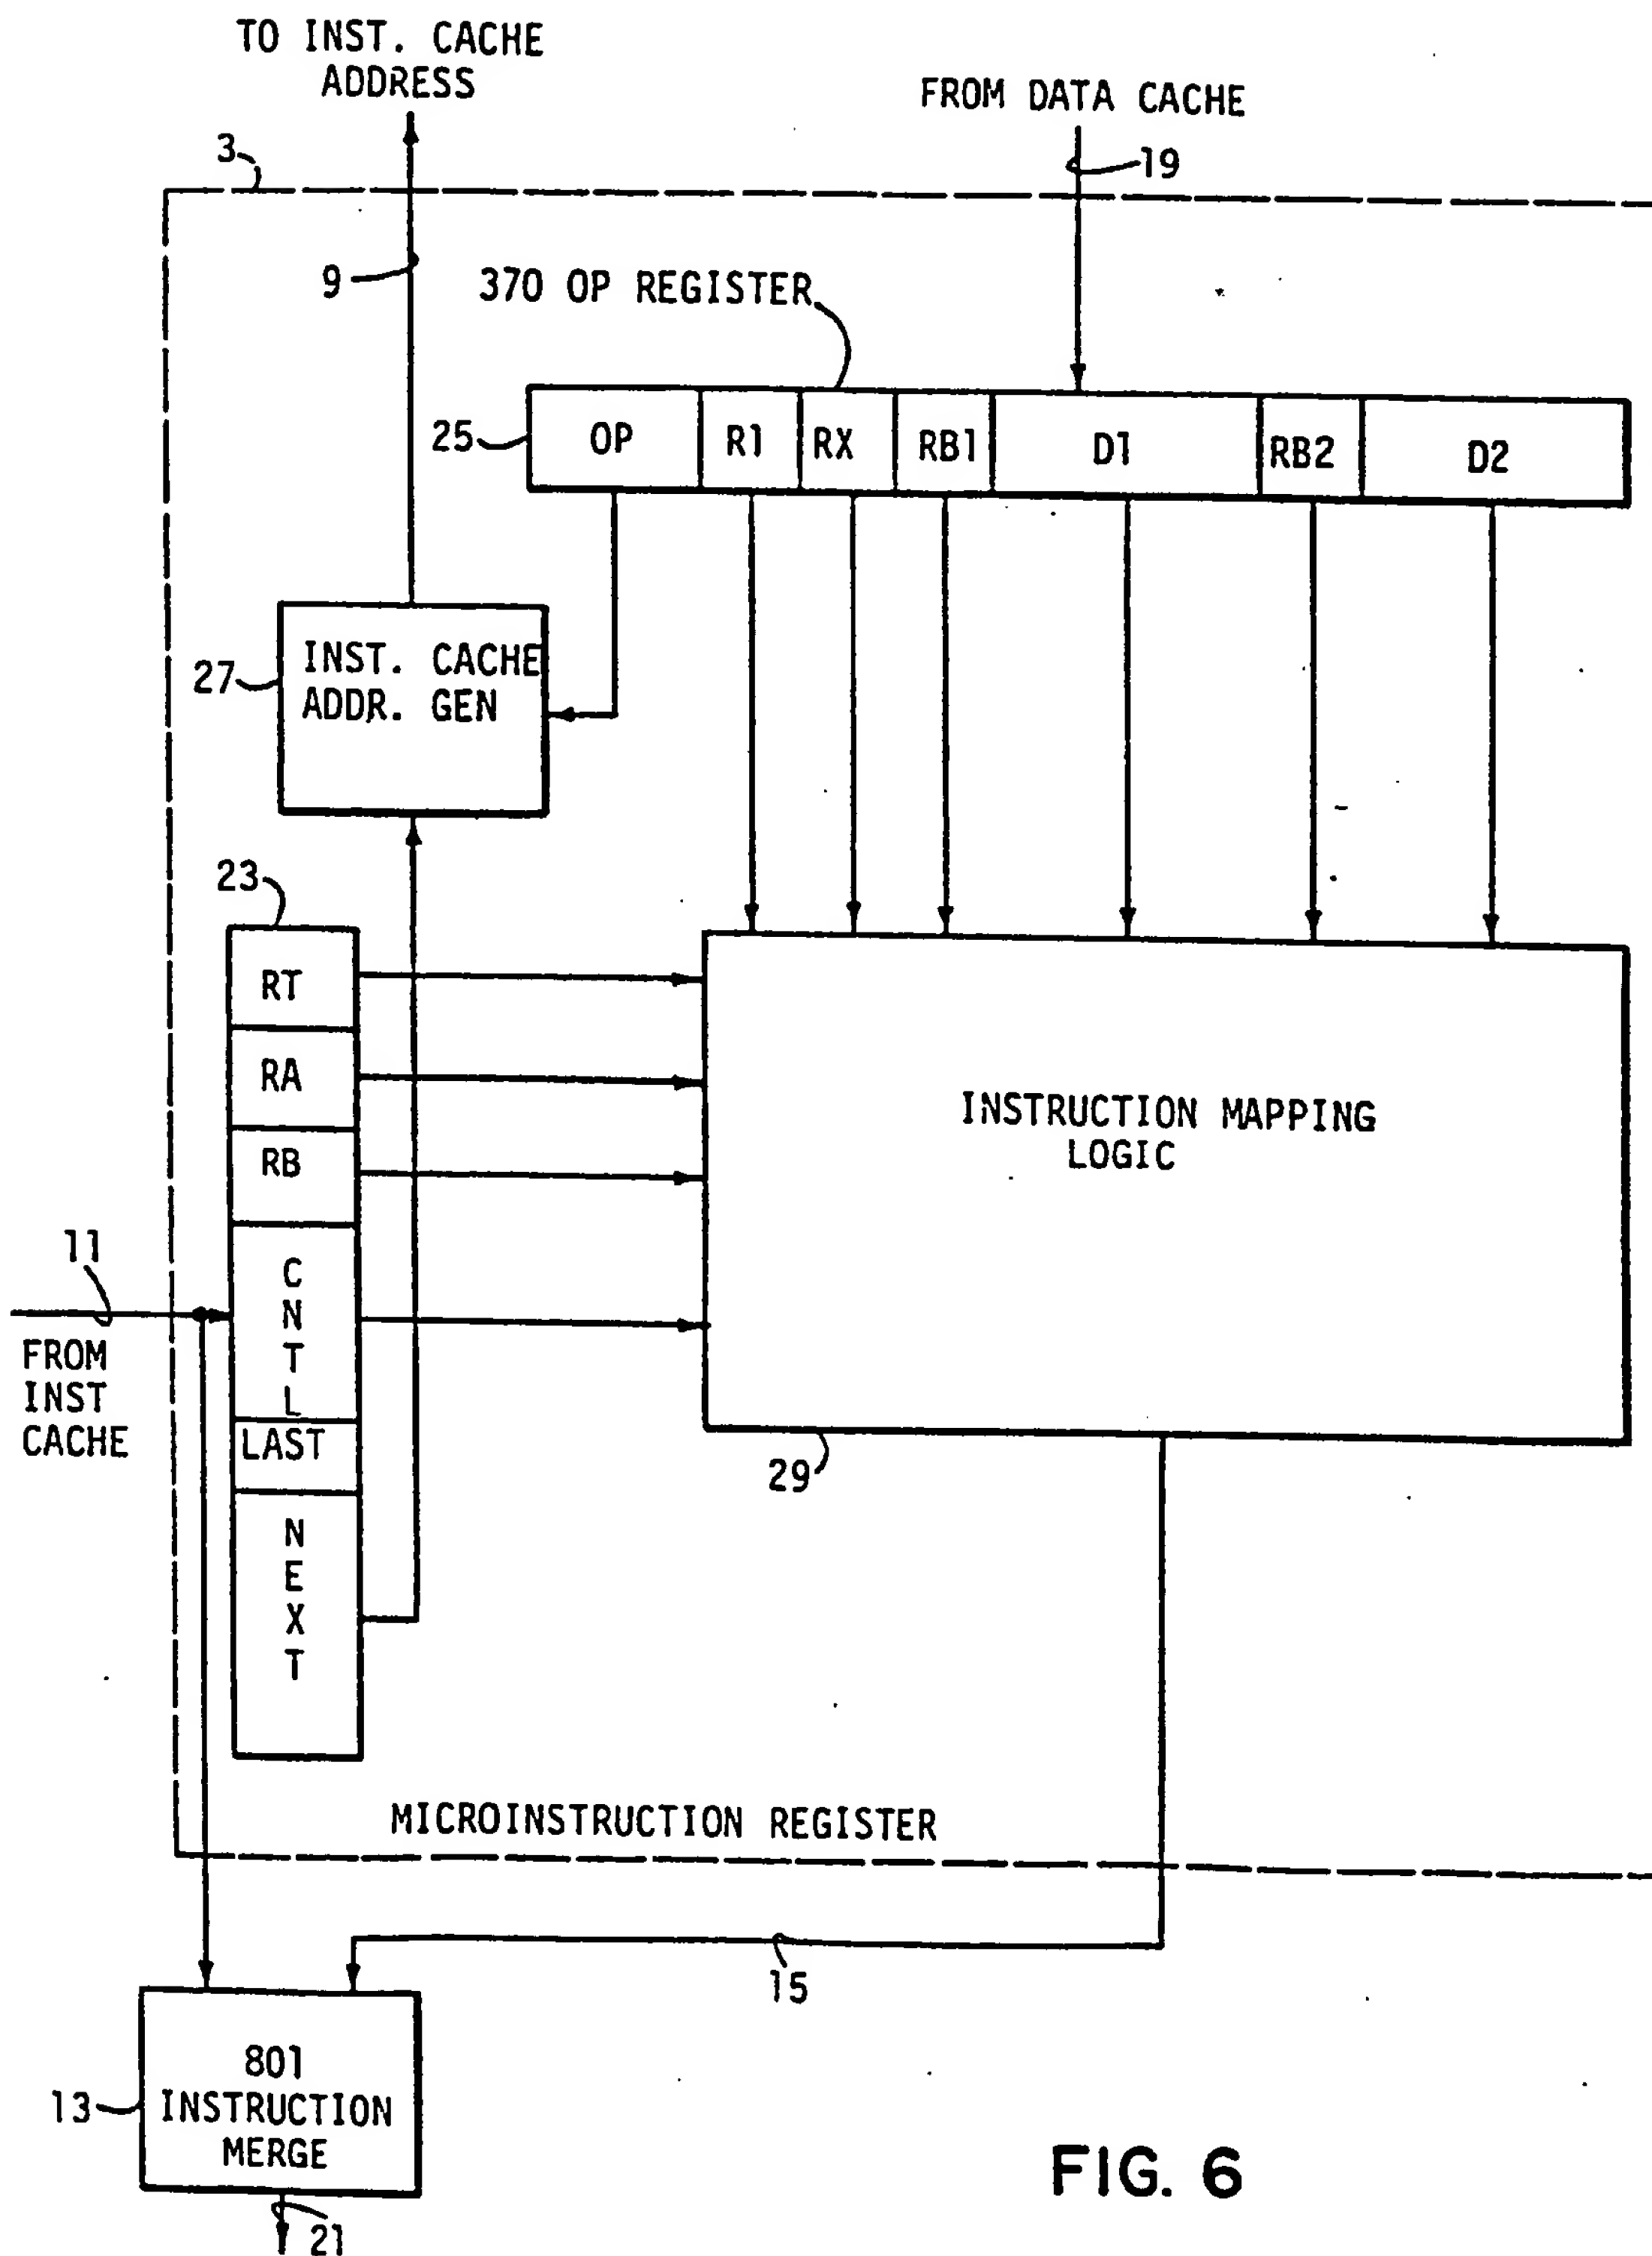 TO INST. CACHE
ADDRESS
FROM DATA CACHE
3
19
9
370 OP REGISTER
25
OP
R1
RX
RB1
D1
RB2
D2
27
INST. CACHE
ADDR. GEN
23
RT
RA
RB
CNTL
LAST
NEXT
INSTRUCTION MAPPING
LOGIC
11
FROM
INST
CACHE
29
MICROINSTRUCTION REGISTER
15
801
INSTRUCTION
MERGE
13
21
FIG. 6